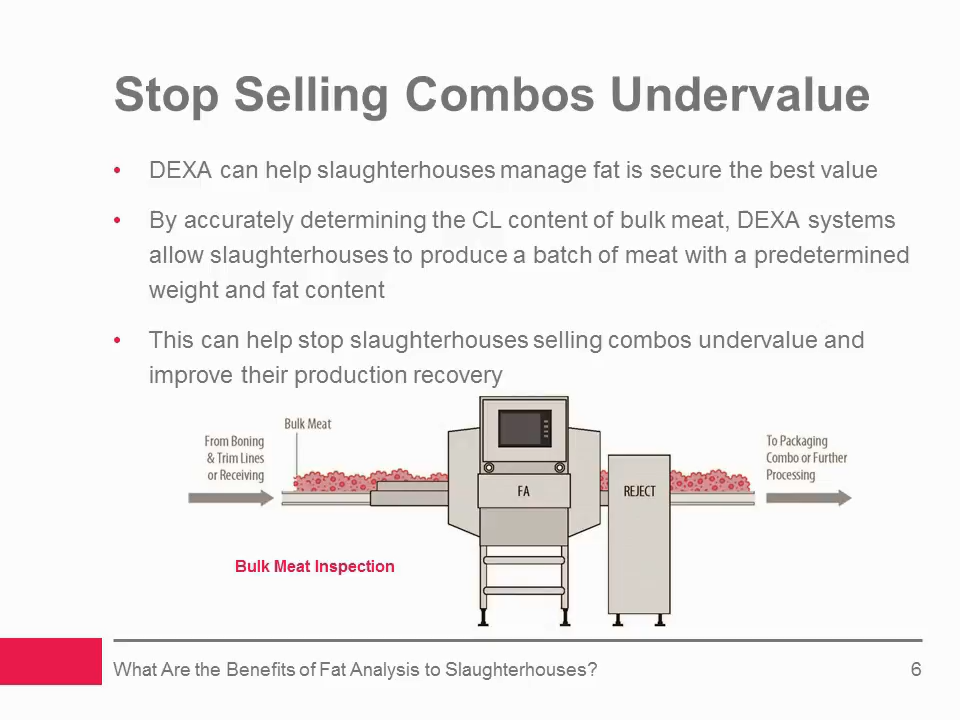 Stop Selling Combos Undervalue
• DEXA can help slaughterhouses manage fat is secure the best value
• By accurately determining the CL content of bulk meat, DEXA systems
allow slaughterhouses to produce a batch of meat with a predetermined
weight and fat content
• This can help stop slaughterhouses selling combos undervalue and
improve their production recovery
Bulk Meat
From Boning
& Trim Lines
or Receiving
FA
REJECT
To Packaging
Combo or Further
Processing
Bulk Meat Inspection
What Are the Benefits of Fat Analysis to Slaughterhouses?
6